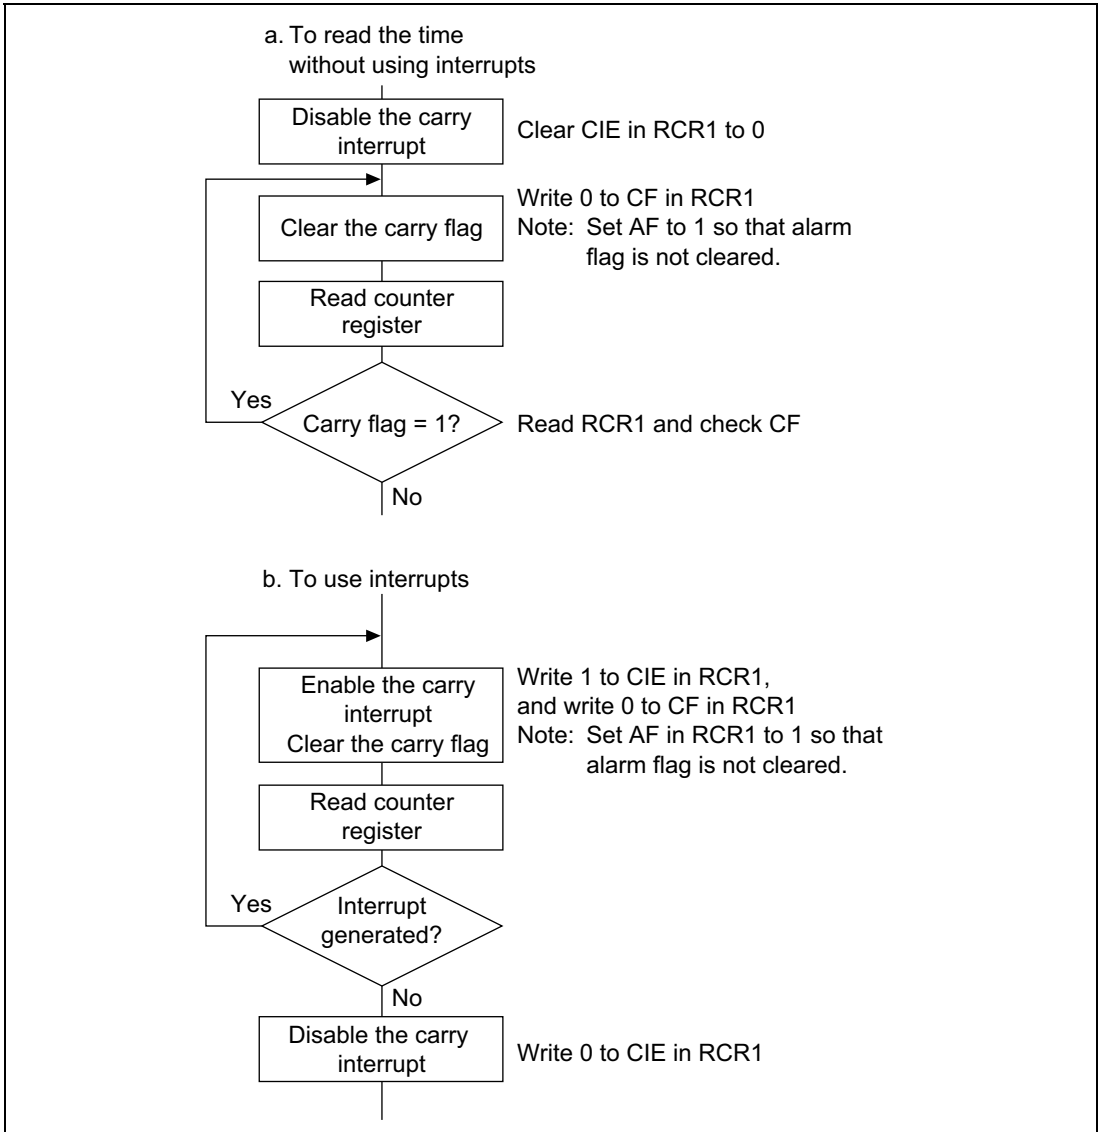 a. To read the time
without using interrupts
Disable the carry
interrupt
Clear CIE in RCR1 to 0
Clear the carry flag
Write 0 to CF in RCR1
Note: Set AF to 1 so that alarm
flag is not cleared.
Read counter
register
Yes
Carry flag = 1?
Read RCR1 and check CF
No
b. To use interrupts
Enable the carry
interrupt
Clear the carry flag
Write 1 to CIE in RCR1,
and write 0 to CF in RCR1
Note: Set AF in RCR1 to 1 so that
alarm flag is not cleared.
Read counter
register
Yes
Interrupt
generated?
No
Disable the carry
interrupt
Write 0 to CIE in RCR1